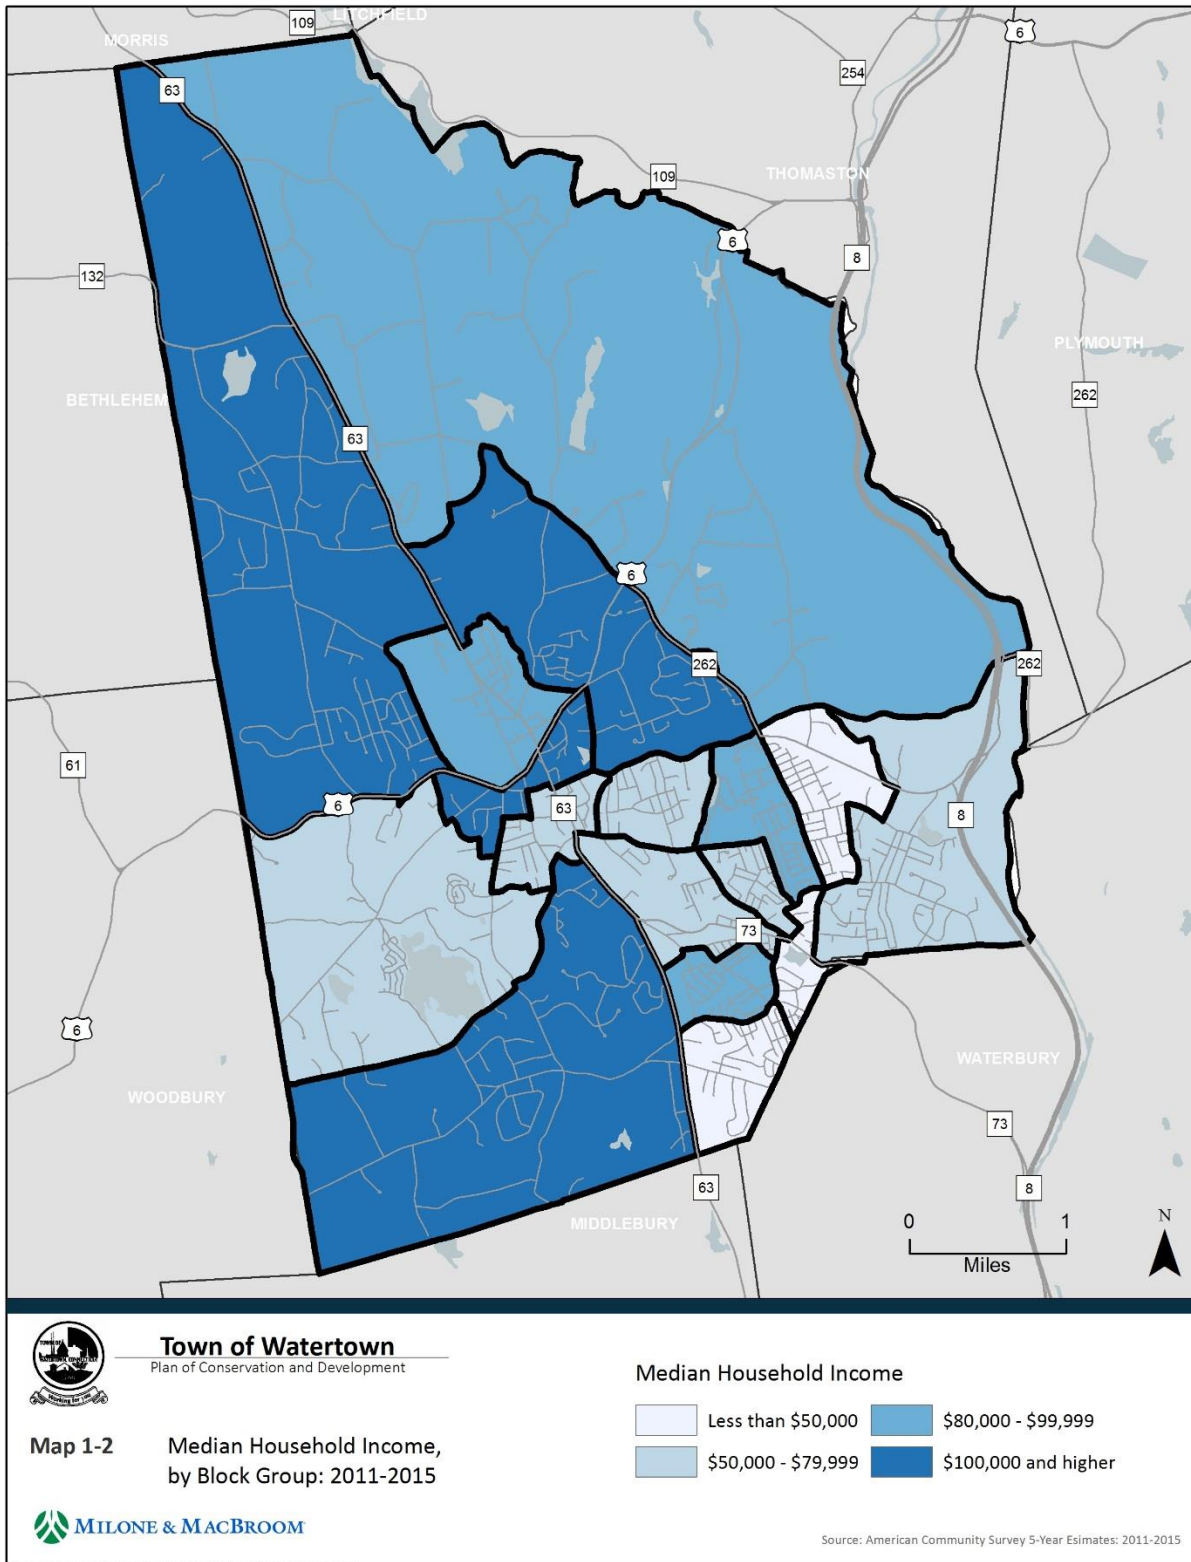 LITCHFIELD
109
6
MORRIS
254
63
109
THOMASTON
6
8
132
PLYMOUTH
262
BETHLEHEM
63
6
262
262
61
6
63
8
73
6
WATERBURY
WOODBURY
73
63
8
MIDDLEBURY
0 1
Miles
N
Town of Watertown
Plan of Conservation and Development
Map 1-2
Median Household Income,
by Block Group: 2011-2015
MILONE & MACBROOM
Median Household Income
Less than $50,000
$80,000 - $99,999
$50,000 - $79,999
$100,000 and higher
Source: American Community Survey 5-Year Esimates: 2011-2015